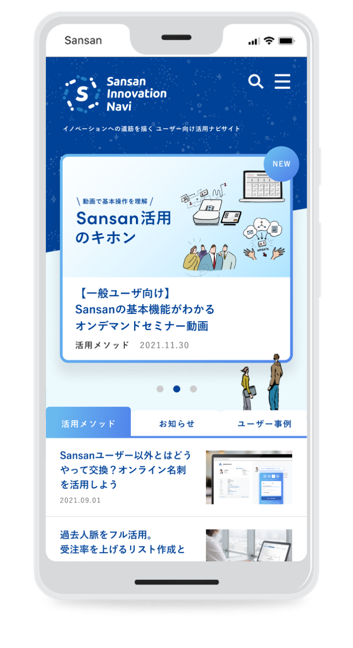 Sansan
Sansan
Innovation
Navi
イノベーションへの道筋を描く ユーザー向け活用ナビサイト
NEW
\ 動画で基本操作を理解 /
Sansan活用
のキホン
【一般ユーザ向け】
Sansanの基本機能がわかる
オンデマンドセミナー動画
活用メソッド 2021.11.30
活用メソッド お知らせ ユーザー事例
Sansanユーザー以外とはどう
やって交換？オンライン名刺
を活用しよう
2021.09.01
過去人脈をフル活用。
受注率を上げるリスト作成と